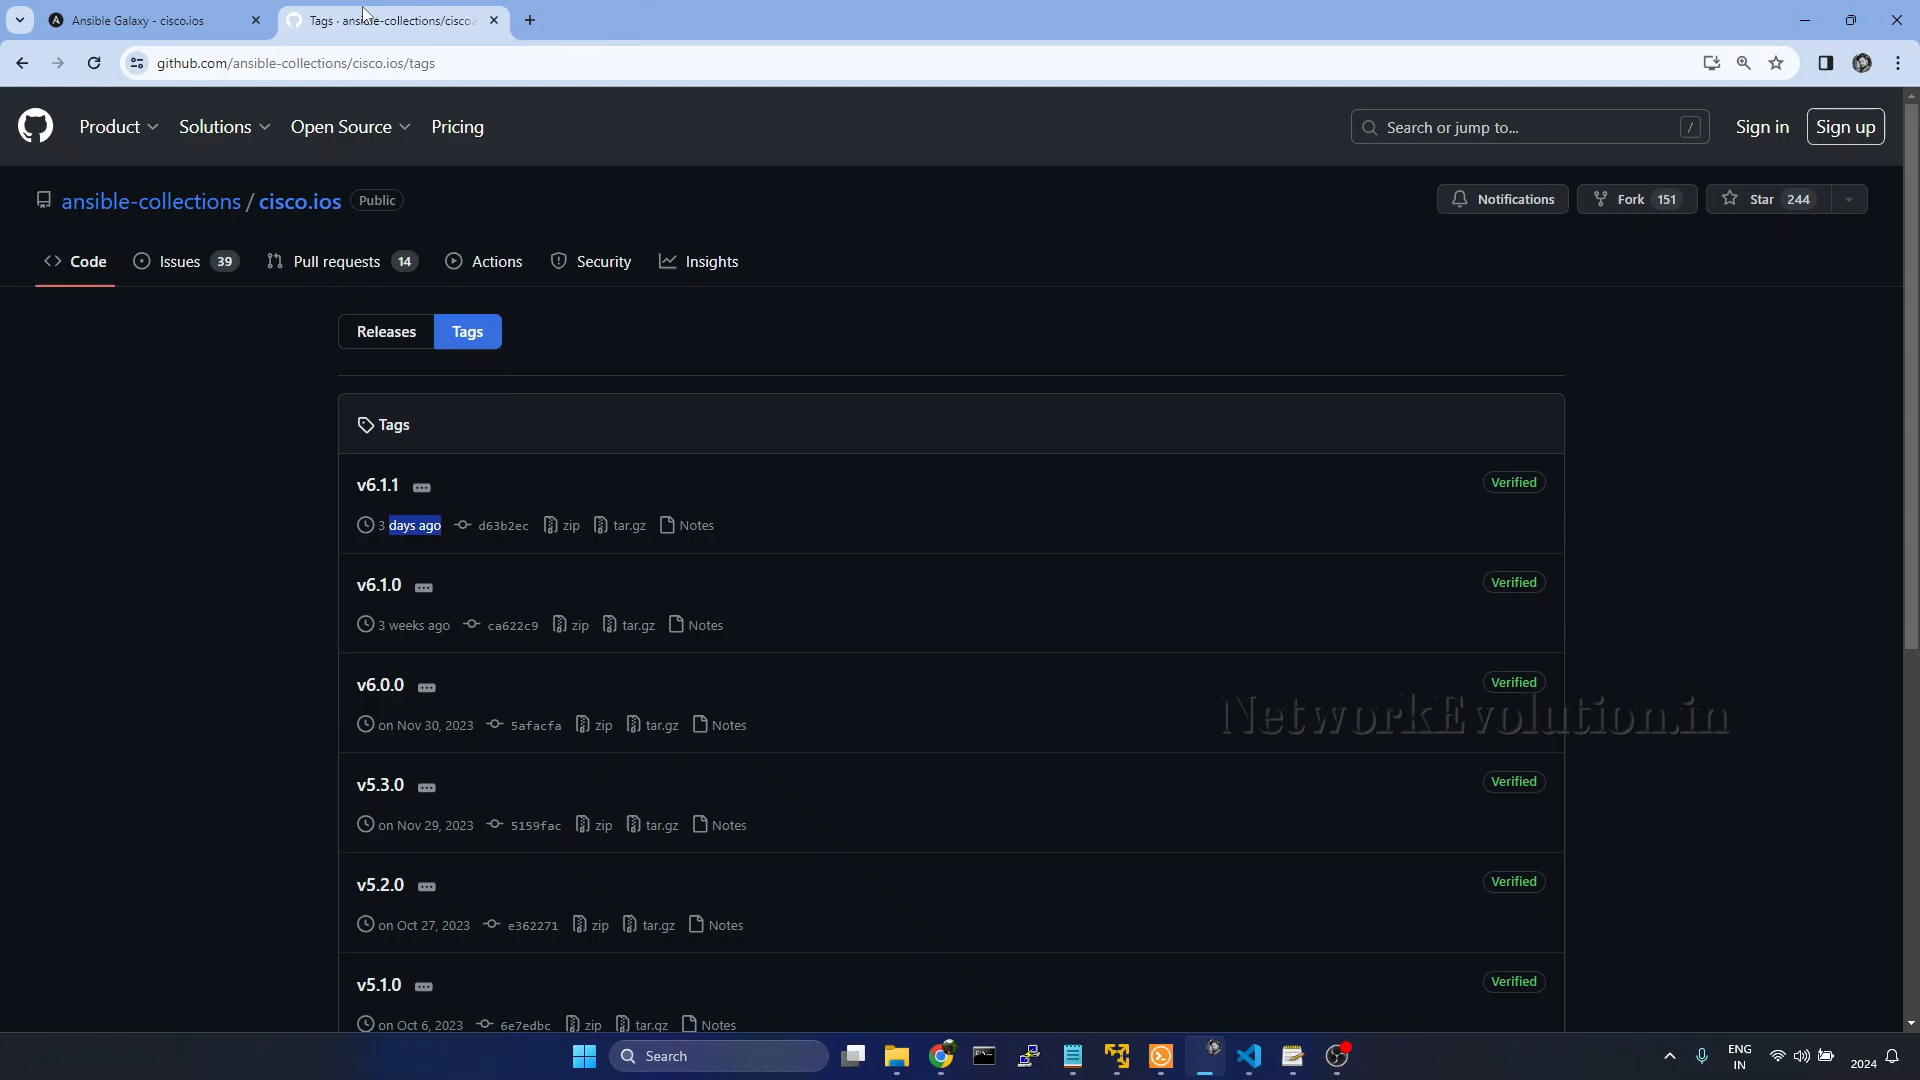 Ansible Galaxy - cisco.ios
Tags · ansible-collections/cisco.
github.com/ansible-collections/cisco.ios/tags
Product Solutions Open Source Pricing
Search or jump to... /
Sign in Sign up
ansible-collections / cisco.ios Public
Notifications Fork 151 Star 244
Code Issues 39 Pull requests 14 Actions Security Insights
Releases Tags
Tags
v6.1.1
Verified
3 days ago d63b2ec zip tar.gz Notes
v6.1.0
Verified
3 weeks ago ca622c9 zip tar.gz Notes
v6.0.0
Verified
on Nov 30, 2023 5afacfa zip tar.gz Notes
NetworkEvolution.in
v5.3.0
Verified
on Nov 29, 2023 5159fac zip tar.gz Notes
v5.2.0
Verified
on Oct 27, 2023 e362271 zip tar.gz Notes
v5.1.0
Verified
on Oct 6, 2023 6e7edbc zip tar.gz Notes
Search
ENG
IN
2024